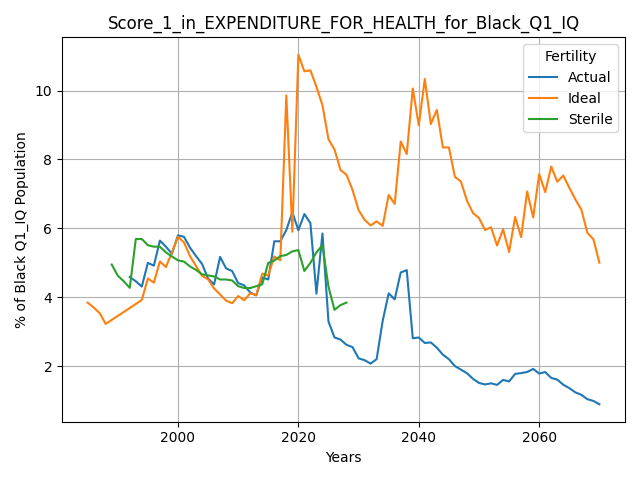 Score_1_in_EXPENDITURE_FOR_HEALTH_for_Black_Q1_IQ
Fertility
Actual
Ideal
Sterile
% of Black Q1_IQ Population
10
8
6
4
2
2000
2020
2040
2060
Years